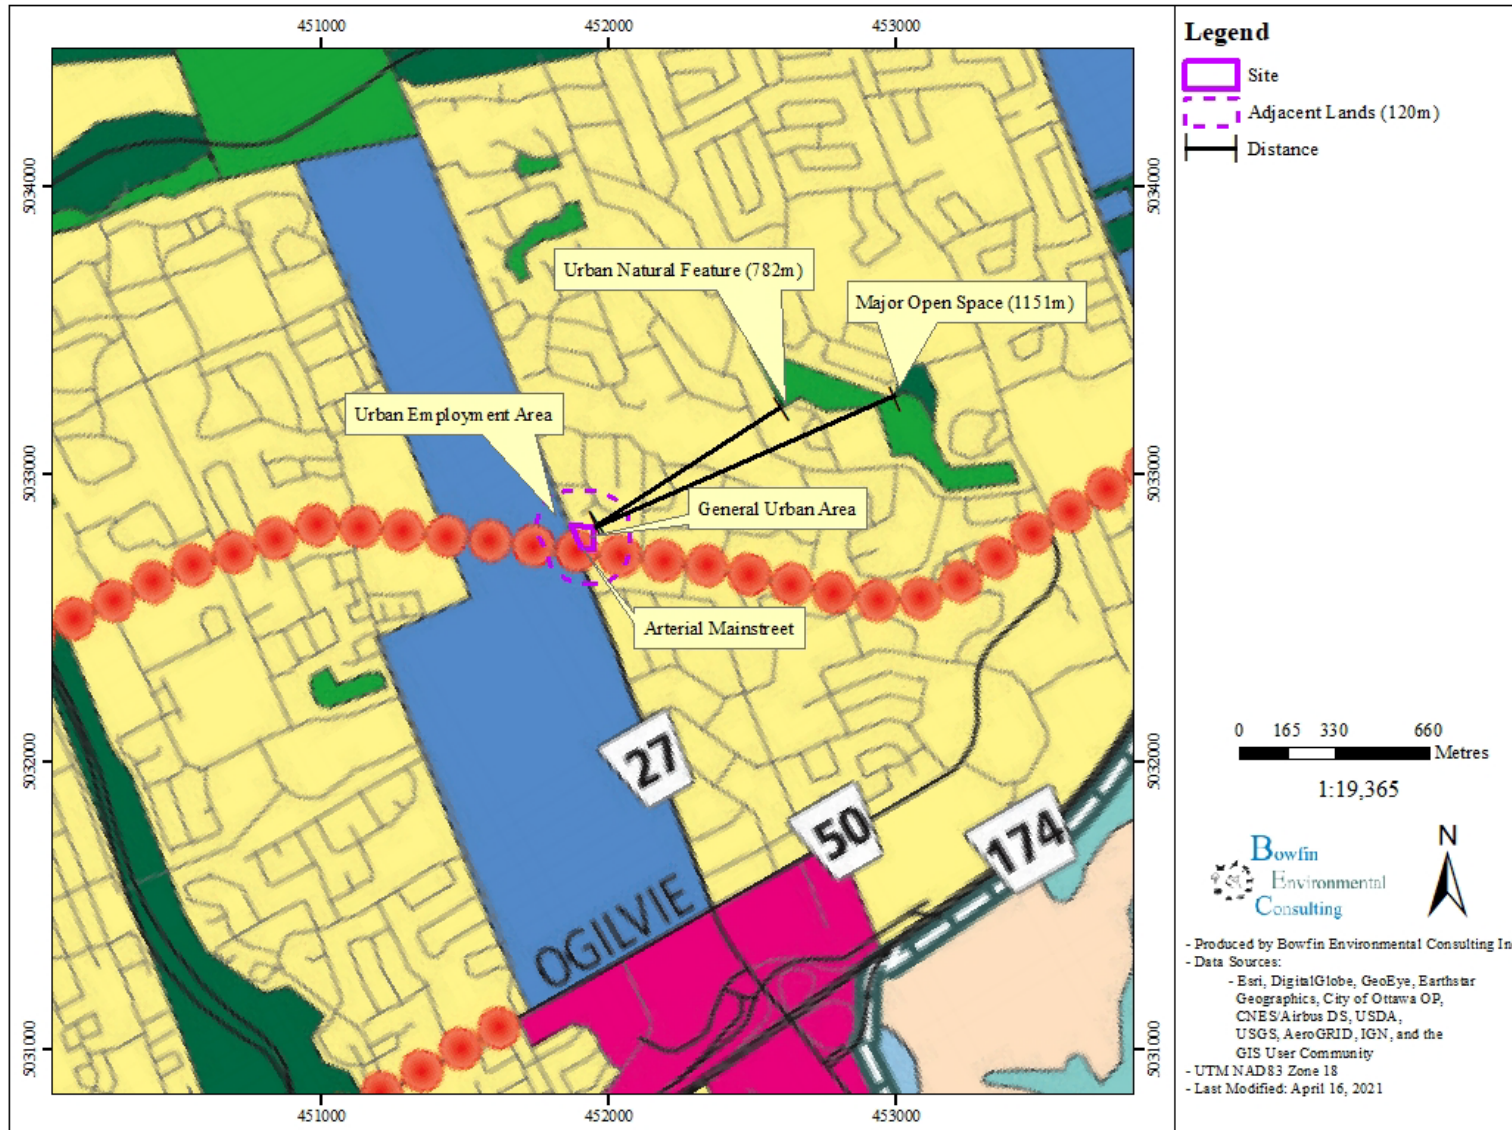 451000 452000 453000
Legend
Site
Adjacent Lands (120m)
Distance
5034000 5034000
Urban Natural Feature (782m)
Major Open Space (1151m)
Urban Employment Area
5033000 5033000
General Urban Area
Arterial Mainstreet
5032000 5032000
27
50
174
OGILVIE
5031000 5031000
451000 452000 453000
0 165 330 660
Metres
1:19,365
Bowfin
Environmental
Consulting
N
- Produced by Bowfin Environmental Consulting In
- Data Sources:
- Esri, DigitalGlobe, GeoEye, Earthstar
Geographics, City of Ottawa OP,
CNES/Airbus DS, USDA,
USGS, AeroGRID, IGN, and the
GIS User Community
- UTM NAD83 Zone 18
- Last Modified: April 16, 2021